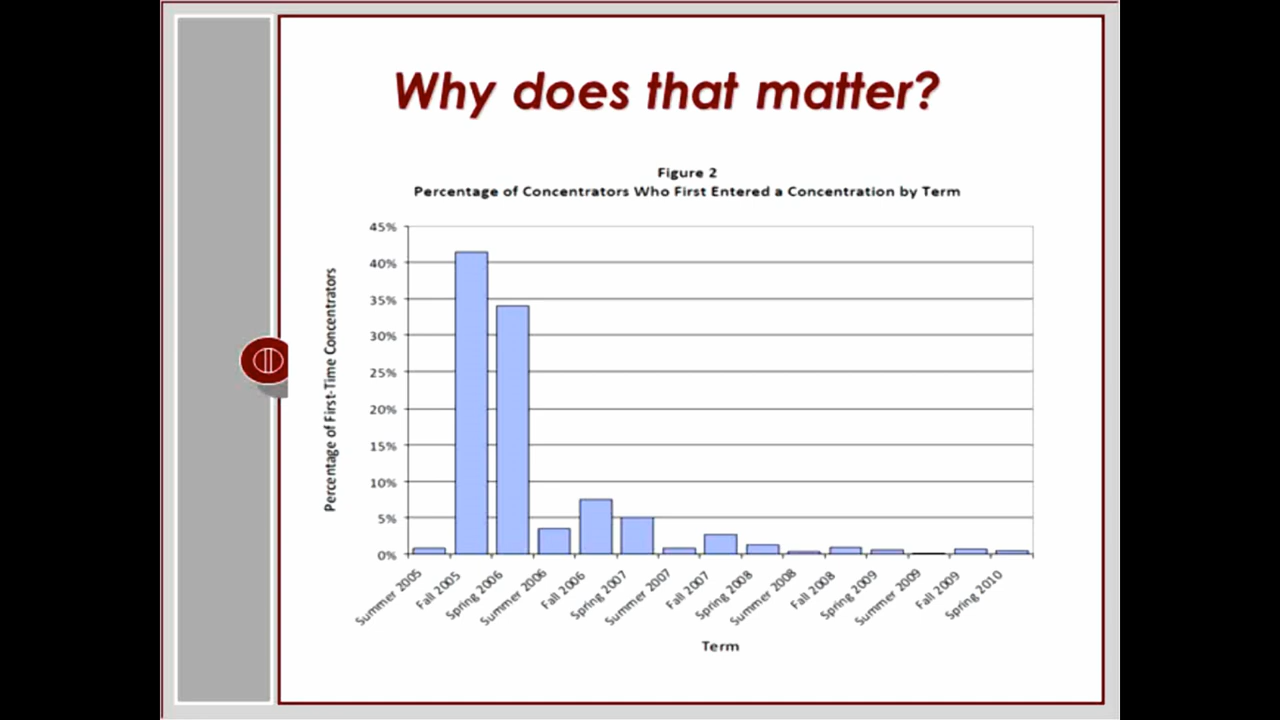 Why does that matter?
Figure 2
Percentage of Concentrators Who First Entered a Concentration by Term
Percentage of First-Time Concentrators
45%
40%
35%
30%
25%
20%
15%
10%
5%
0%
Summer 2005
Fall 2005
Spring 2006
Summer 2006
Fall 2006
Spring 2007
Summer 2007
Fall 2007
Spring 2008
Summer 2008
Fall 2008
Spring 2009
Summer 2009
Fall 2009
Spring 2010
Term